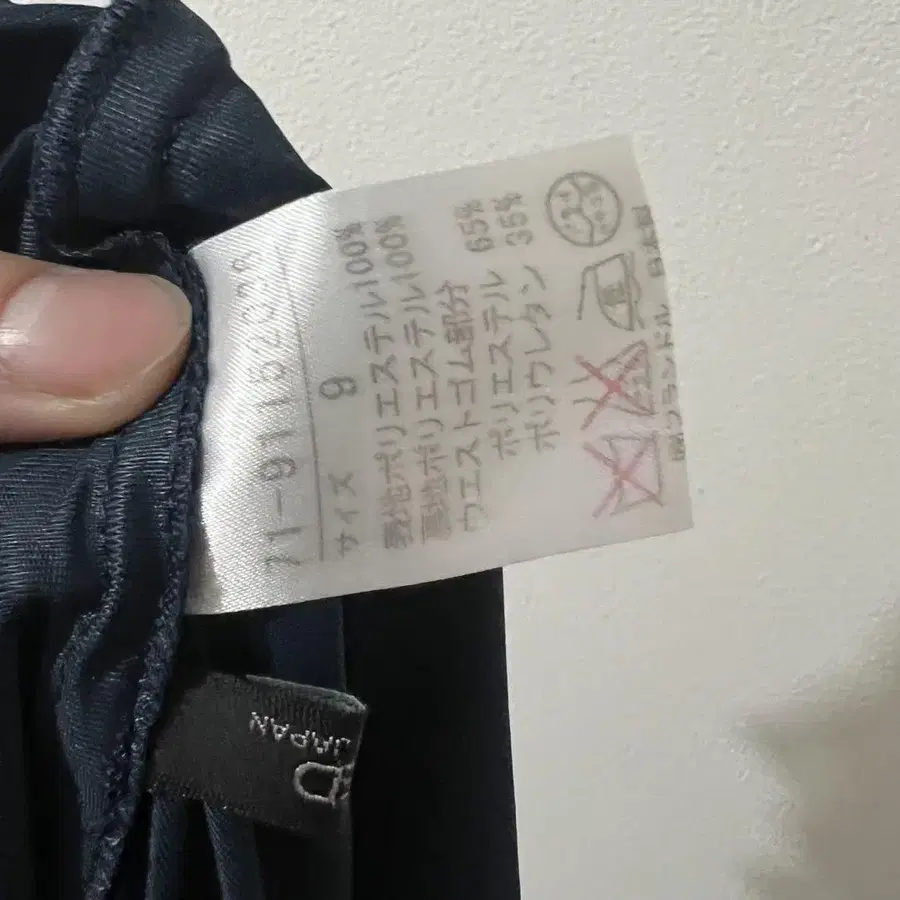 71-9115202
サイズ 9
表地ポリエステル100%
裏地ポリエステル100%
ウエストゴム部分
ポリエステル 65%
ポリウレタン 35%
JAPAN